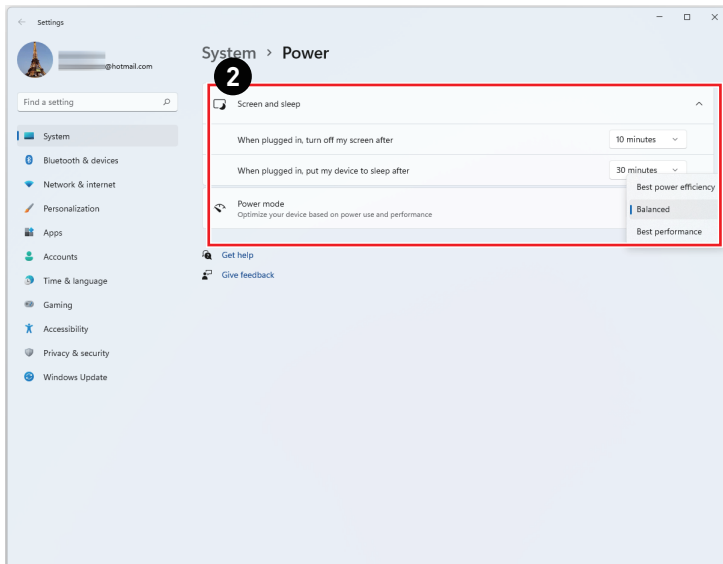 Settings
@hotmail.com
System > Power
2
Find a setting
Screen and sleep
System
When plugged in, turn off my screen after
10 minutes
Bluetooth & devices
When plugged in, put my device to sleep after
30 minutes
Network & internet
Best power efficiency
Personalization
Power mode
Balanced
Optimize your device based on power use and performance
Best performance
Apps
Accounts
Get help
Time & language
Give feedback
Gaming
Accessibility
Privacy & security
Windows Update